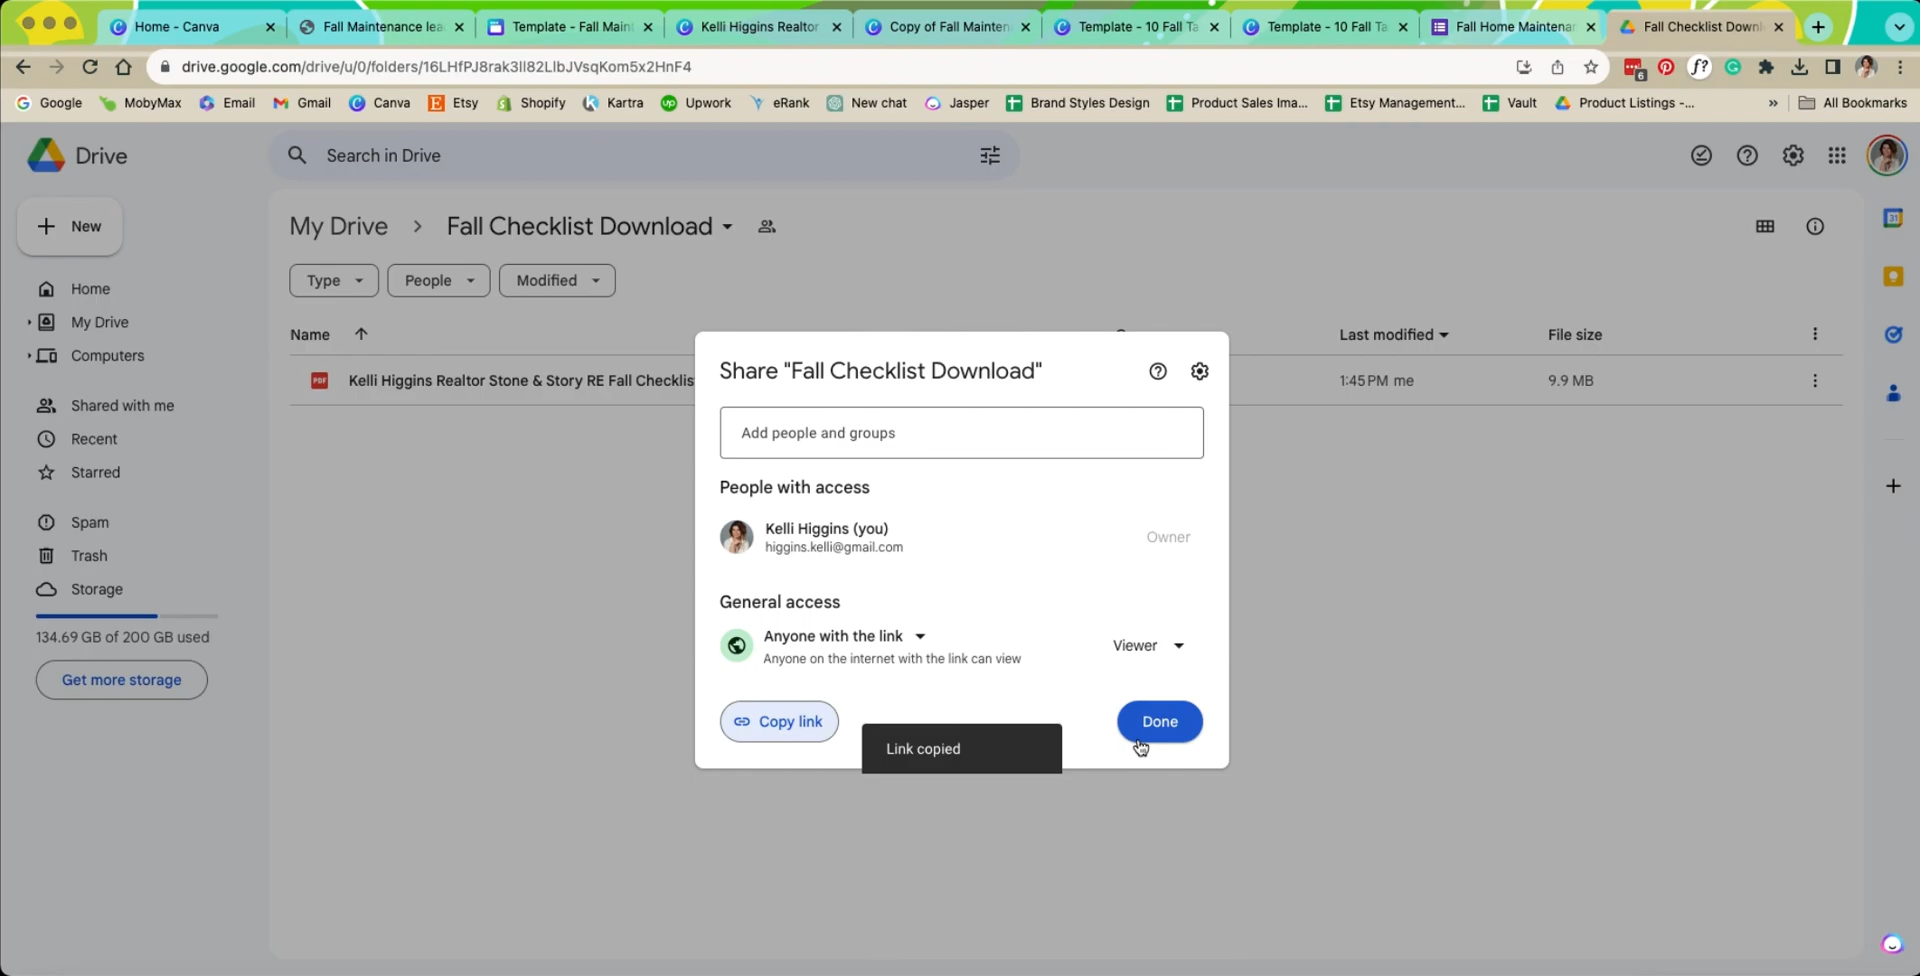 Home - Canva
Fall Maintenance lea
Template - Fall Maint
Kelli Higgins Realtor
Copy of Fall Mainten
Template - 10 Fall Ta
Template - 10 Fall Ta
Fall Home Maintenan
Fall Checklist Downl
drive.google.com/drive/u/0/folders/16LHfPJ8rak3Il82LlbJVsqKom5x2HnF4
6
f?
Google
MobyMax
Email
Gmail
Canva
Etsy
Shopify
Kartra
Upwork
eRank
New chat
Jasper
Brand Styles Design
Product Sales Ima...
Etsy Management...
Vault
Product Listings -...
»
All Bookmarks
Drive
Search in Drive
New
My Drive > Fall Checklist Download
31
Type
People
Modified
Home
My Drive
Computers
Shared with me
Recent
Starred
Spam
Trash
Storage
134.69 GB of 200 GB used
Get more storage
Name
Last modified
File size
PDF
Kelli Higgins Realtor Stone & Story RE Fall Checklis
1:45 PM me
9.9 MB
Share "Fall Checklist Download"
Add people and groups
People with access
Kelli Higgins (you)
higgins.kelli@gmail.com
Owner
General access
Anyone with the link
Anyone on the internet with the link can view
Viewer
Copy link
Done
Link copied